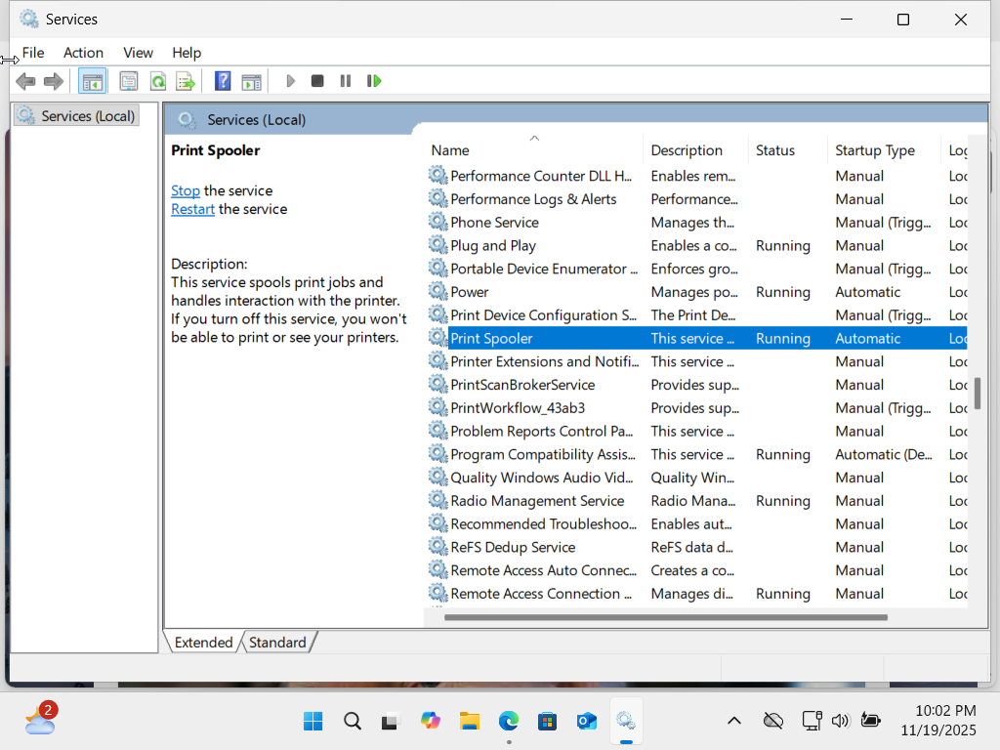 Services
File Action View Help
Services (Local)
Services (Local)
Print Spooler
Stop the service
Restart the service
Description:
This service spools print jobs and
handles interaction with the printer.
If you turn off this service, you won't
be able to print or see your printers.
Name Description Status Startup Type Log
Performance Counter DLL H... Enables rem... Manual Loc
Performance Logs & Alerts Performance... Manual Loc
Phone Service Manages th... Manual (Trigg... Loc
Plug and Play Enables a co... Running Manual Loc
Portable Device Enumerator ... Enforces gro... Manual (Trigg... Loc
Power Manages po... Running Automatic Loc
Print Device Configuration S... The Print De... Manual (Trigg... Loc
Print Spooler This service ... Running Automatic Loc
Printer Extensions and Notifi... This service ... Manual Loc
PrintScanBrokerService Provides sup... Manual Loc
PrintWorkflow_43ab3 Provides sup... Manual (Trigg... Loc
Problem Reports Control Pa... This service ... Manual Loc
Program Compatibility Assis... This service ... Running Automatic (De... Loc
Quality Windows Audio Vid... Quality Win... Manual Loc
Radio Management Service Radio Mana... Running Manual Loc
Recommended Troubleshoo... Enables aut... Manual Loc
ReFS Dedup Service ReFS data d... Manual Loc
Remote Access Auto Connec... Creates a co... Manual Loc
Remote Access Connection ... Manages di... Running Manual Loc
Extended Standard
2
10:02 PM
11/19/2025